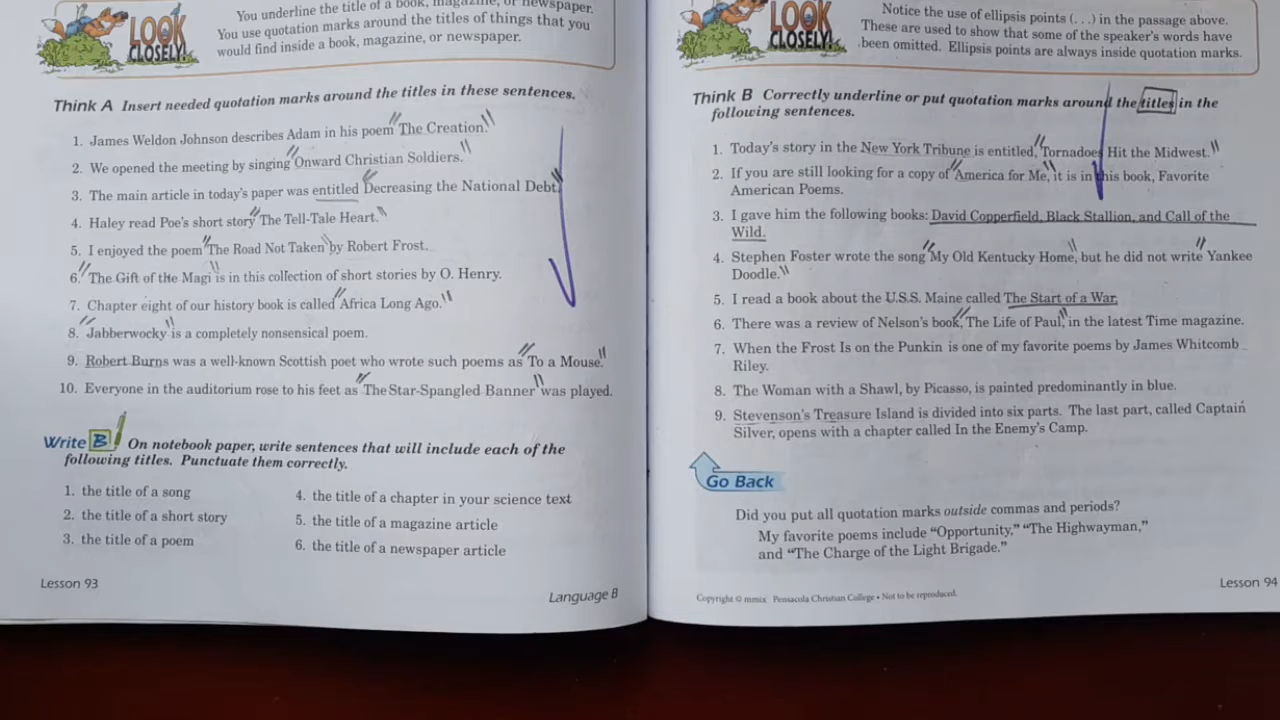 You underline the title of a book, magazine, or newspaper.
You use quotation marks around the titles of things that you
would find inside a book, magazine, or newspaper.
LOOK
CLOSELY!
Think A Insert needed quotation marks around the titles in these sentences.
1. James Weldon Johnson describes Adam in his poem "The Creation."
2. We opened the meeting by singing "Onward Christian Soldiers."
3. The main article in today's paper was entitled "Decreasing the National Debt."
4. Haley read Poe's short story "The Tell-Tale Heart."
5. I enjoyed the poem "The Road Not Taken" by Robert Frost.
6. "The Gift of the Magi" is in this collection of short stories by O. Henry.
7. Chapter eight of our history book is called "Africa Long Ago."
8. "Jabberwocky" is a completely nonsensical poem.
9. Robert Burns was a well-known Scottish poet who wrote such poems as "To a Mouse."
10. Everyone in the auditorium rose to his feet as "The Star-Spangled Banner" was played.
Write B On notebook paper, write sentences that will include each of the
following titles. Punctuate them correctly.
1. the title of a song
2. the title of a short story
3. the title of a poem
4. the title of a chapter in your science text
5. the title of a magazine article
6. the title of a newspaper article
Lesson 93
Language B
LOOK
CLOSELY!
Notice the use of ellipsis points (. . .) in the passage above.
These are used to show that some of the speaker's words have
been omitted. Ellipsis points are always inside quotation marks.
Think B Correctly underline or put quotation marks around the titles in the
following sentences.
1. Today's story in the New York Tribune is entitled, "Tornadoes Hit the Midwest."
2. If you are still looking for a copy of "America for Me," it is in this book, Favorite
American Poems.
3. I gave him the following books: David Copperfield, Black Stallion, and Call of the
Wild.
4. Stephen Foster wrote the song "My Old Kentucky Home," but he did not write "Yankee
Doodle."
5. I read a book about the U.S.S. Maine called The Start of a War.
6. There was a review of Nelson's book, "The Life of Paul," in the latest Time magazine.
7. When the Frost Is on the Punkin is one of my favorite poems by James Whitcomb
Riley.
8. The Woman with a Shawl, by Picasso, is painted predominantly in blue.
9. Stevenson's Treasure Island is divided into six parts. The last part, called Captain
Silver, opens with a chapter called In the Enemy's Camp.
Go Back
Did you put all quotation marks outside commas and periods?
My favorite poems include "Opportunity," "The Highwayman,"
and "The Charge of the Light Brigade."
Copyright © mmix Pensacola Christian College • Not to be reproduced.
Lesson 94